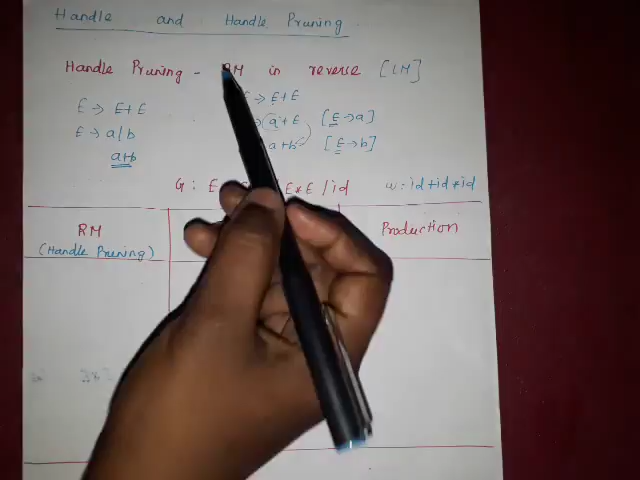 Handle and Handle Pruning
Handle Pruning - RM in reverse [LM]
E → E+E
E → a/b
a+b
E → E+E
a + E [E→a]
a+b [E→b]
G: E E*E /id w: id+id*id
RM
(Handle Pruning)
Production